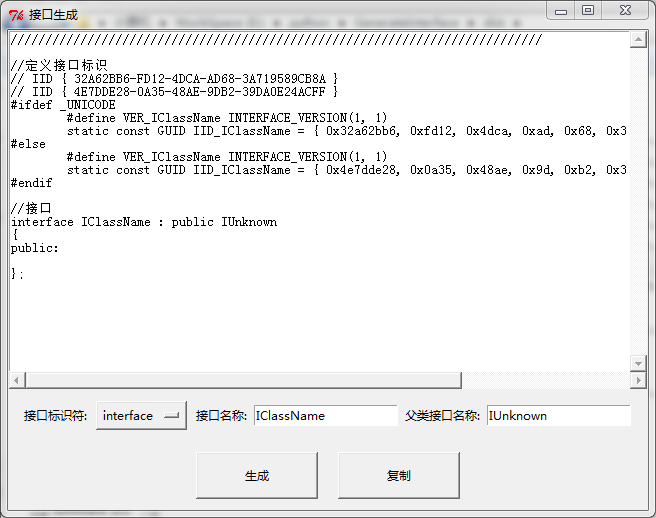 接口生成
////////////////////////////////////////////////////////////////////////////
//定义接口标识
// IID { 32A62BB6-FD12-4DCA-AD68-3A719589CB8A }
// IID { 4E7DDE28-0A35-48AE-9DB2-39DA0E24ACFF }
#ifdef _UNICODE
#define VER_IClassName INTERFACE_VERSION(1, 1)
static const GUID IID_IClassName = { 0x32a62bb6, 0xfd12, 0x4dca, 0xad, 0x68, 0x3
#else
#define VER_IClassName INTERFACE_VERSION(1, 1)
static const GUID IID_IClassName = { 0x4e7dde28, 0x0a35, 0x48ae, 0x9d, 0xb2, 0x3
#endif
//接口
interface IClassName : public IUnknown
{
public:
};
接口标识符: interface 接口名称: IClassName 父类接口名称: IUnknown
生成 复制